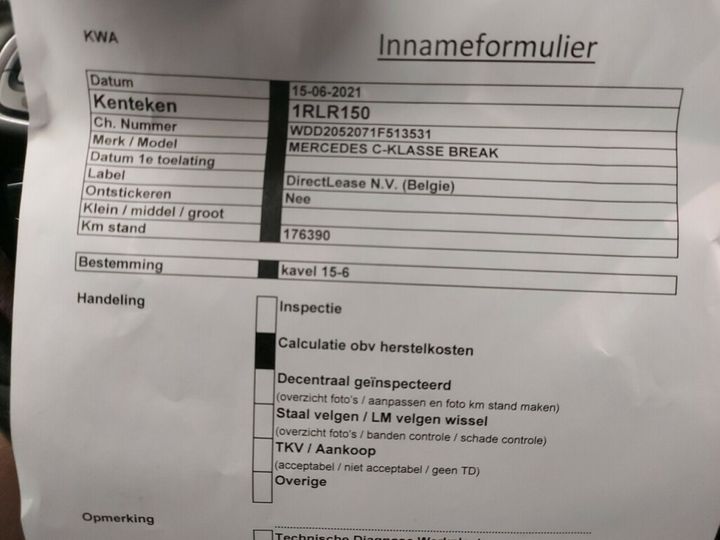 KWA
Innameformulier
Datum 15-06-2021
Kenteken 1RLR150
Ch. Nummer WDD2052071F513531
Merk / Model MERCEDES C-KLASSE BREAK
Datum 1e toelating
Label DirectLease N.V. (Belgie)
Ontstickeren Nee
Klein / middel / groot
Km stand 176390
Bestemming kavel 15-6
Handeling Inspectie
Calculatie obv herstelkosten
Decentraal geïnspecteerd
(overzicht foto's / aanpassen en foto km stand maken)
Staal velgen / LM velgen wissel
(overzicht foto's / banden controle / schade controle)
TKV / Aankoop
(acceptabel / niet acceptabel / geen TD)
Overige
Opmerking
Technische Diagnose